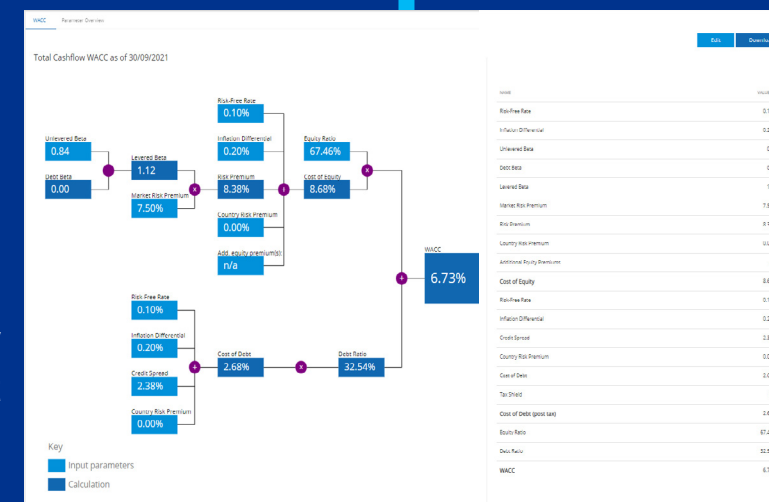 WACC
Parameter Overview
Edit
Downloa
Total Cashflow WACC as of 30/09/2021
Risk-Free Rate
0.10%
Unlevered Beta
0.84
Inflation Differential
0.20%
Equity Ratio
67.46%
Levered Beta
1.12
Debt Beta
0.00
Risk Premium
8.38%
Cost of Equity
8.68%
Market Risk Premium
7.50%
Country Risk Premium
0.00%
Add. equity premium(s):
n/a
WACC
6.73%
Risk Free Rate
0.10%
Inflation Differential
0.20%
Cost of Debt
2.68%
Debt Ratio
32.54%
Credit Spread
2.38%
Country Risk Premium
0.00%
Key
Input parameters
Calculation
Risk-Free Rate
Inflation Differential
Unlevered Beta
Debt Beta
Levered Beta
Market Risk Premium
Risk Premium
Country Risk Premium
Additional Equity Premiums
Cost of Equity
Risk-Free Rate
Inflation Differential
Credit Spread
Country Risk Premium
Cost of Debt
Tax Shield
Cost of Debt (post tax)
Equity Ratio
Debt Ratio
WACC